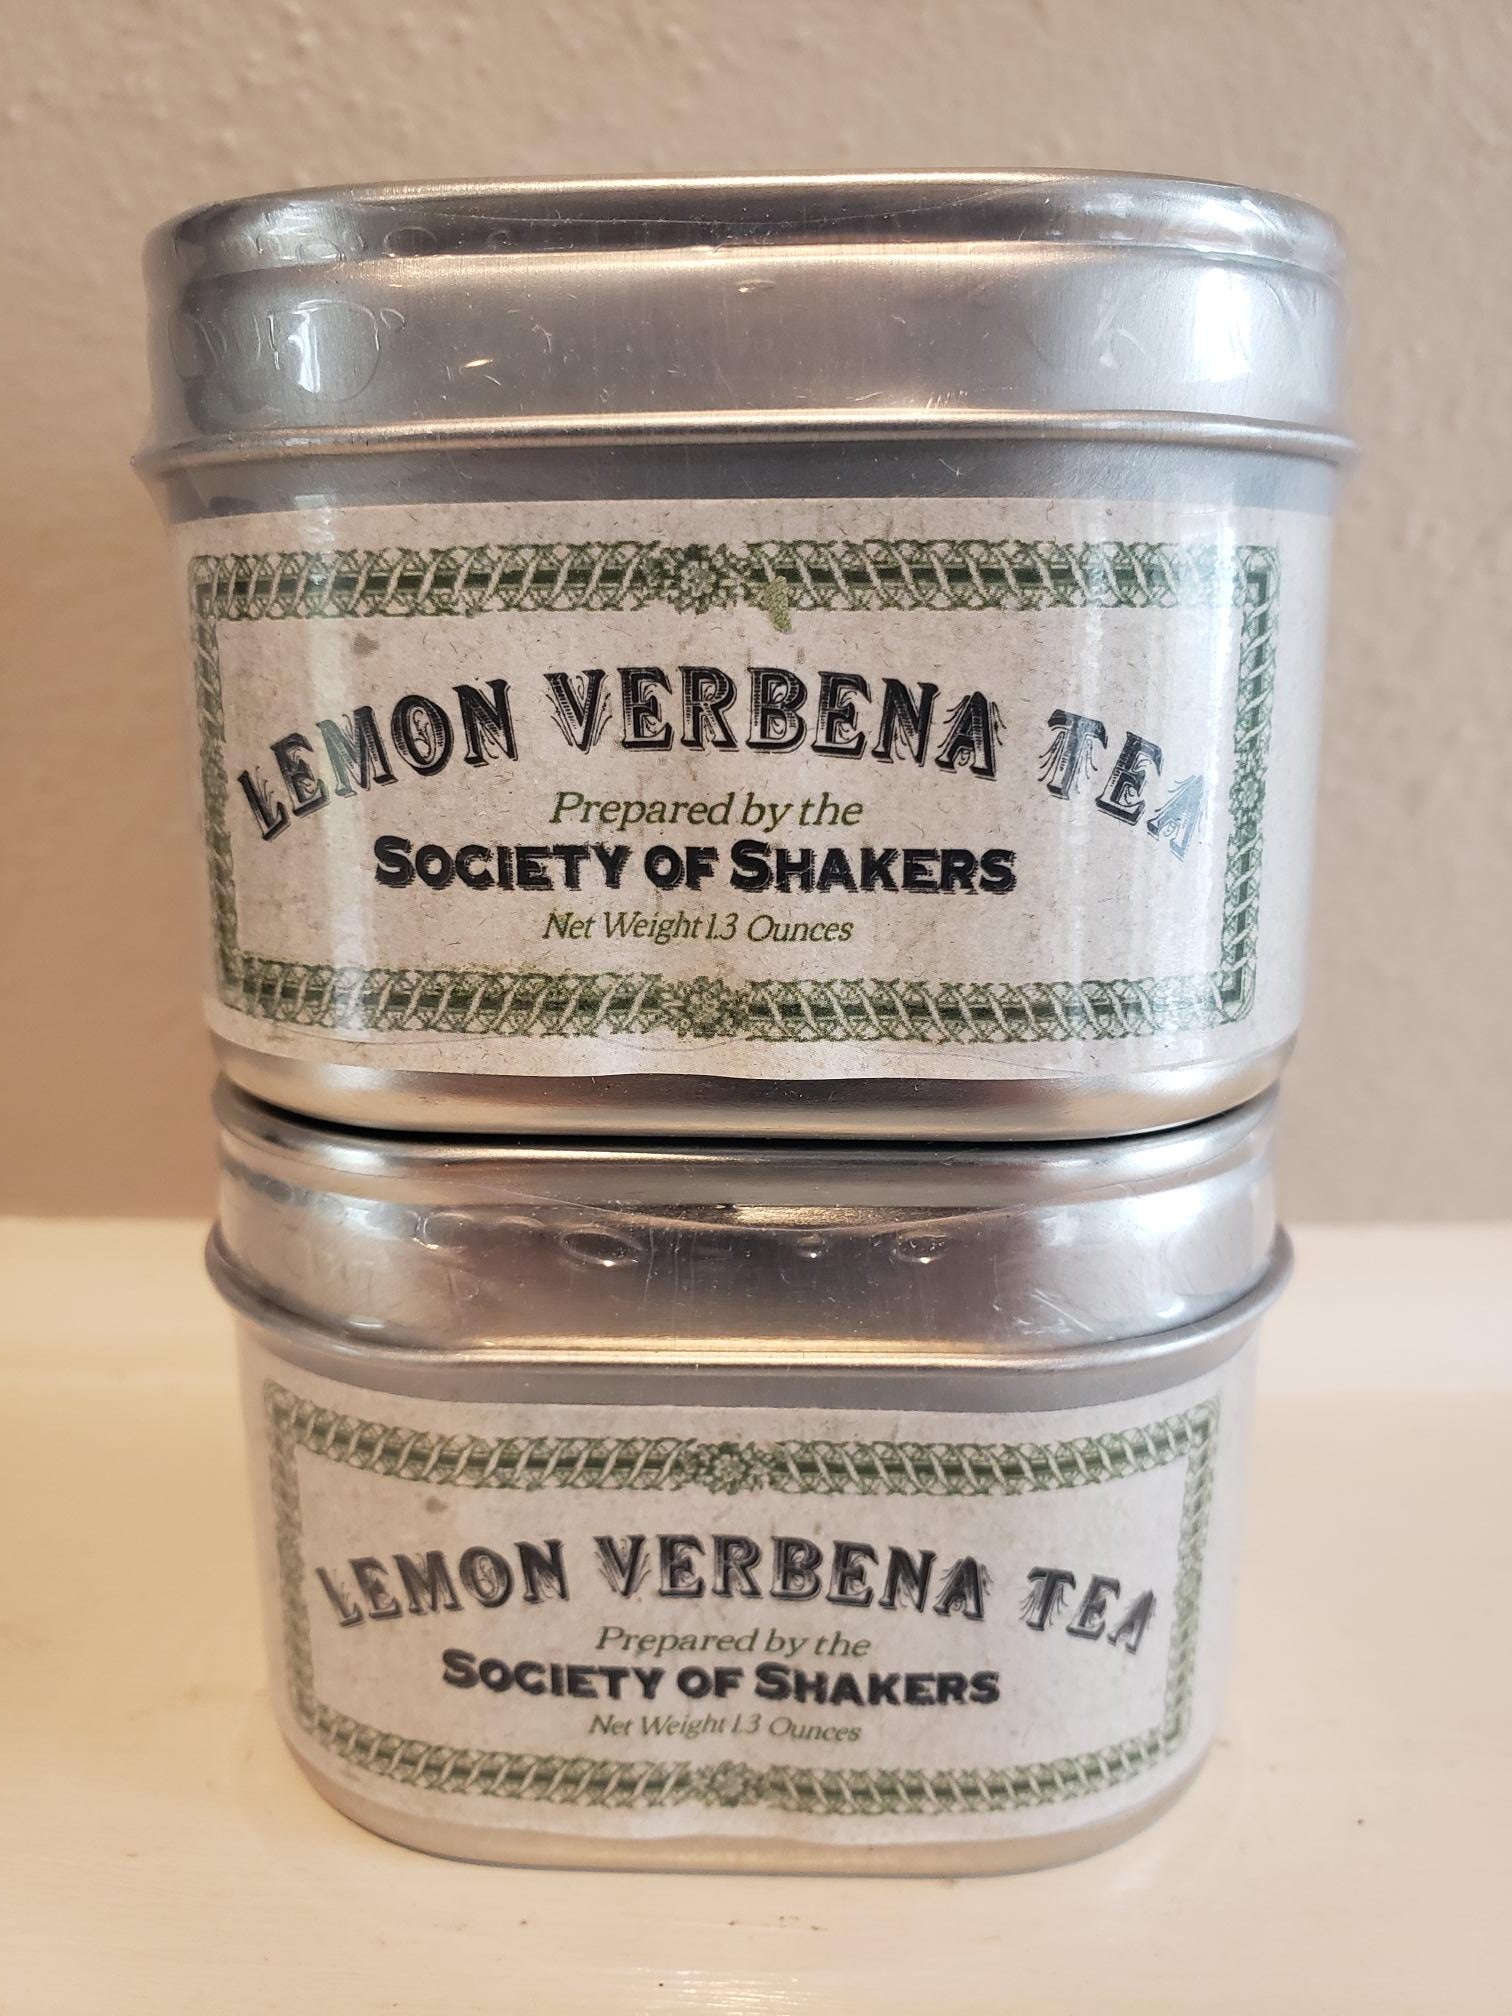 LEMON VERBENA TEA
Prepared by the
SOCIETY OF SHAKERS
Net Weight 1.3 Ounces
LEMON VERBENA TEA
Prepared by the
SOCIETY OF SHAKERS
Net Weight 1.3 Ounces